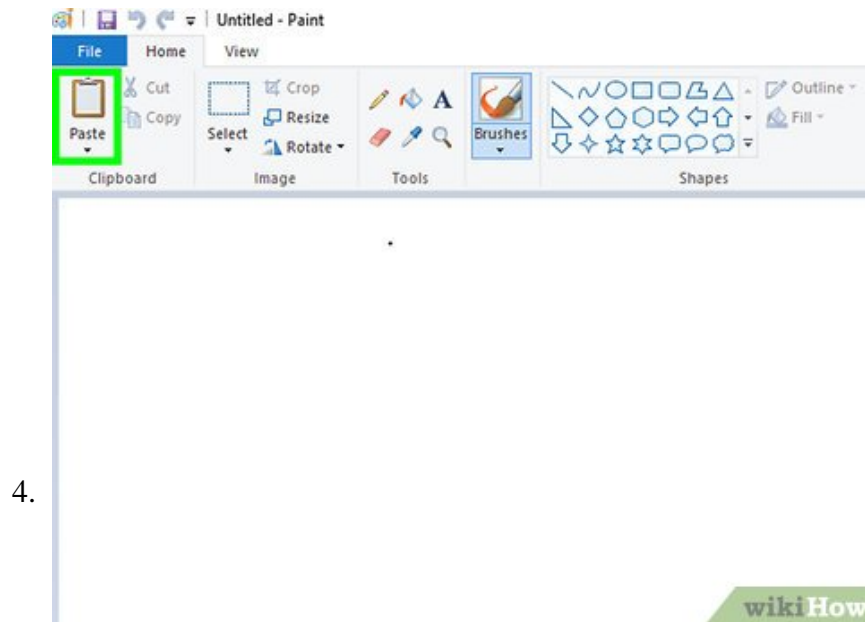 Untitled - Paint
File Home View
Paste
Cut
Copy
Clipboard
Select
Crop
Resize
Rotate
Image
A
Tools
Brushes
Shapes
Outline
Fill
4.
wikiHow